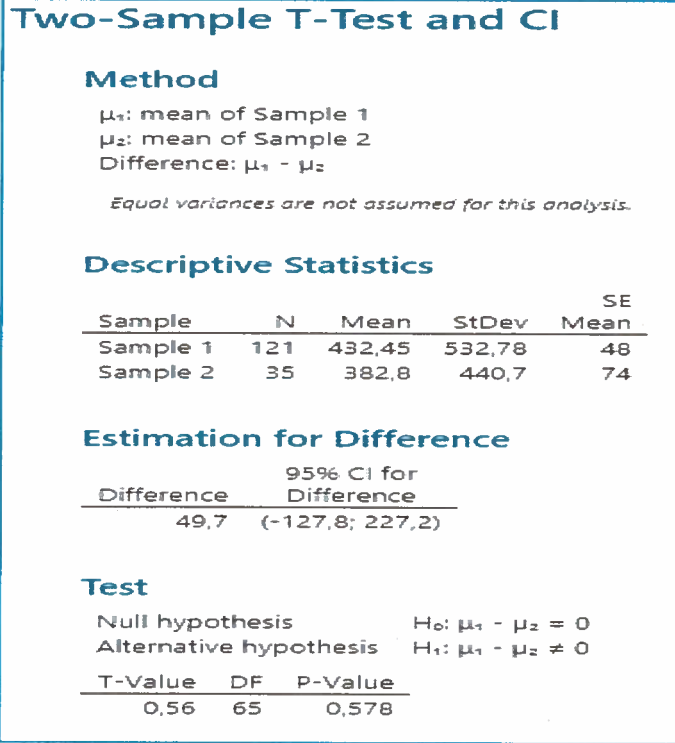 Two-Sample T-Test and CI
Method
μ₁: mean of Sample 1
μ₂: mean of Sample 2
Difference: μ₁ - μ₂
Equal variances are not assumed for this analysis.
Descriptive Statistics
SE
Sample N Mean StDev Mean
Sample 1 121 432,45 532,78 48
Sample 2 35 382,8 440,7 74
Estimation for Difference
95% CI for
Difference Difference
49,7 (-127,8; 227,2)
Test
Null hypothesis H₀: μ₁ - μ₂ = 0
Alternative hypothesis H₁: μ₁ - μ₂ ≠ 0
T-Value DF P-Value
0,56 65 0,578